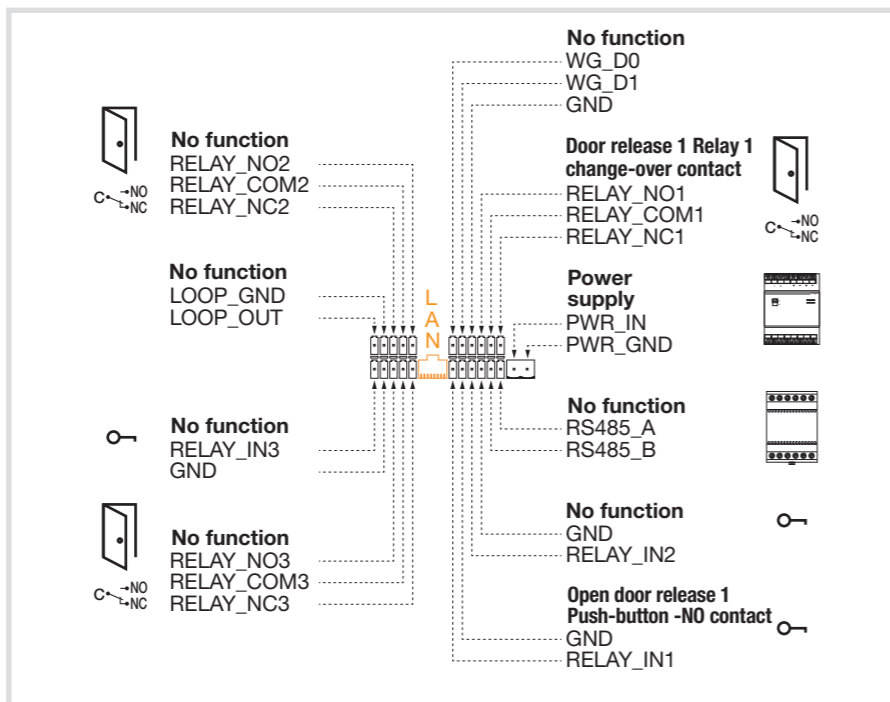 No function
RELAY_NO2
RELAY_COM2
RELAY_NC2
C
NO
NC
No function
LOOP_GND
LOOP_OUT
No function
RELAY_IN3
GND
No function
RELAY_NO3
RELAY_COM3
RELAY_NC3
C
NO
NC
L
A
N
No function
WG_D0
WG_D1
GND
Door release 1 Relay 1
change-over contact
RELAY_NO1
RELAY_COM1
RELAY_NC1
C
NO
NC
Power
supply
PWR_IN
PWR_GND
No function
RS485_A
RS485_B
No function
GND
RELAY_IN2
Open door release 1
Push-button -NO contact
GND
RELAY_IN1